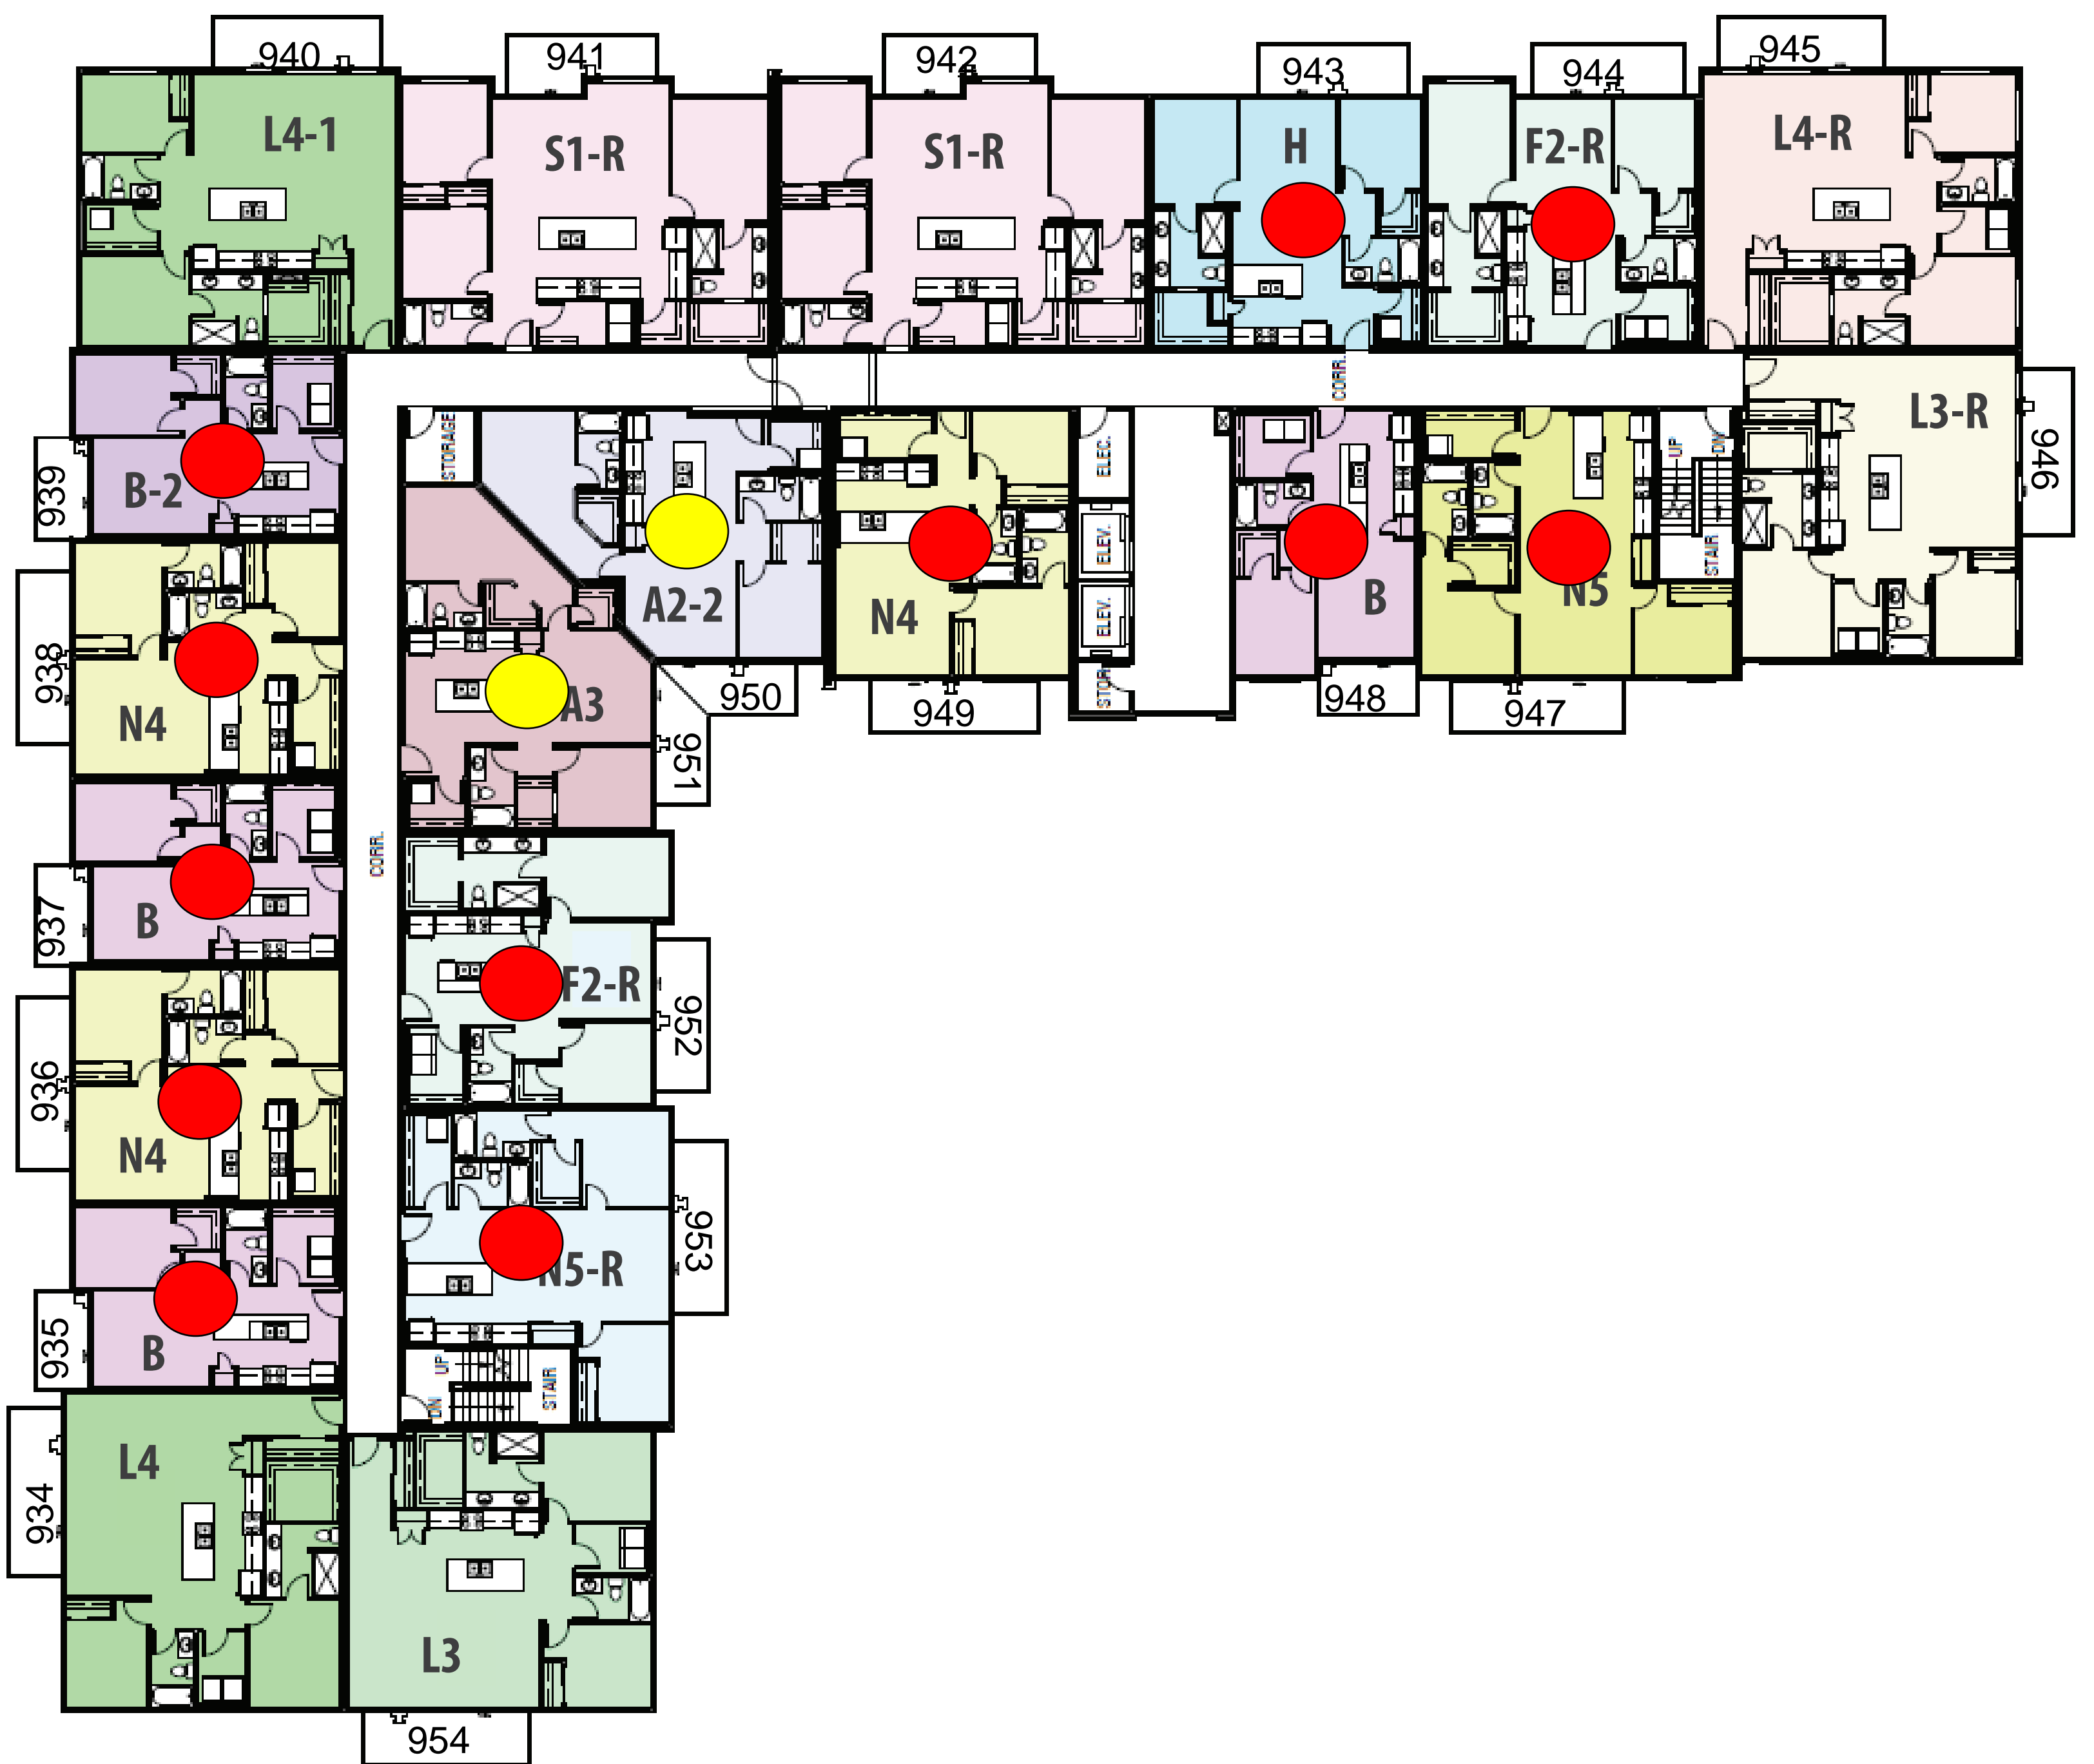 940
941
942
943
944
945
L4-1
S1-R
S1-R
H
F2-R
L4-R
CORR.
L3-R
946
STORAGE
ELEC.
UP
DN
939
B-2
ELEV.
STAIR
A2-2
N4
ELEV.
B
N5
938
N4
A3
950
949
STOR.
948
947
951
CORR.
937
B
F2-R
952
936
N4
953
N5-R
935
B
UP
DN
STAIR
L4
934
L3
954